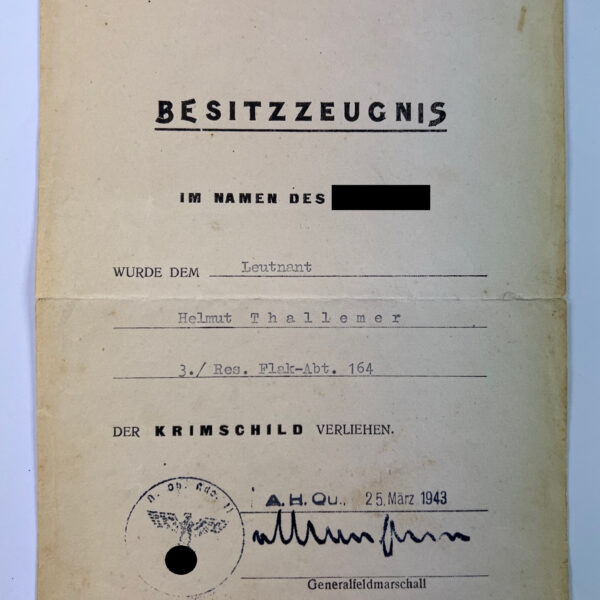 BESITZZEUGNIS
IM NAMEN DES
WURDE DEM Leutnant
Helmut Thallemer
3./ Res. Flak-Abt. 164
DER KRIMSCHILD VERLIEHEN.
A.H.Qu., 25. März 1943
Generalfeldmarschall